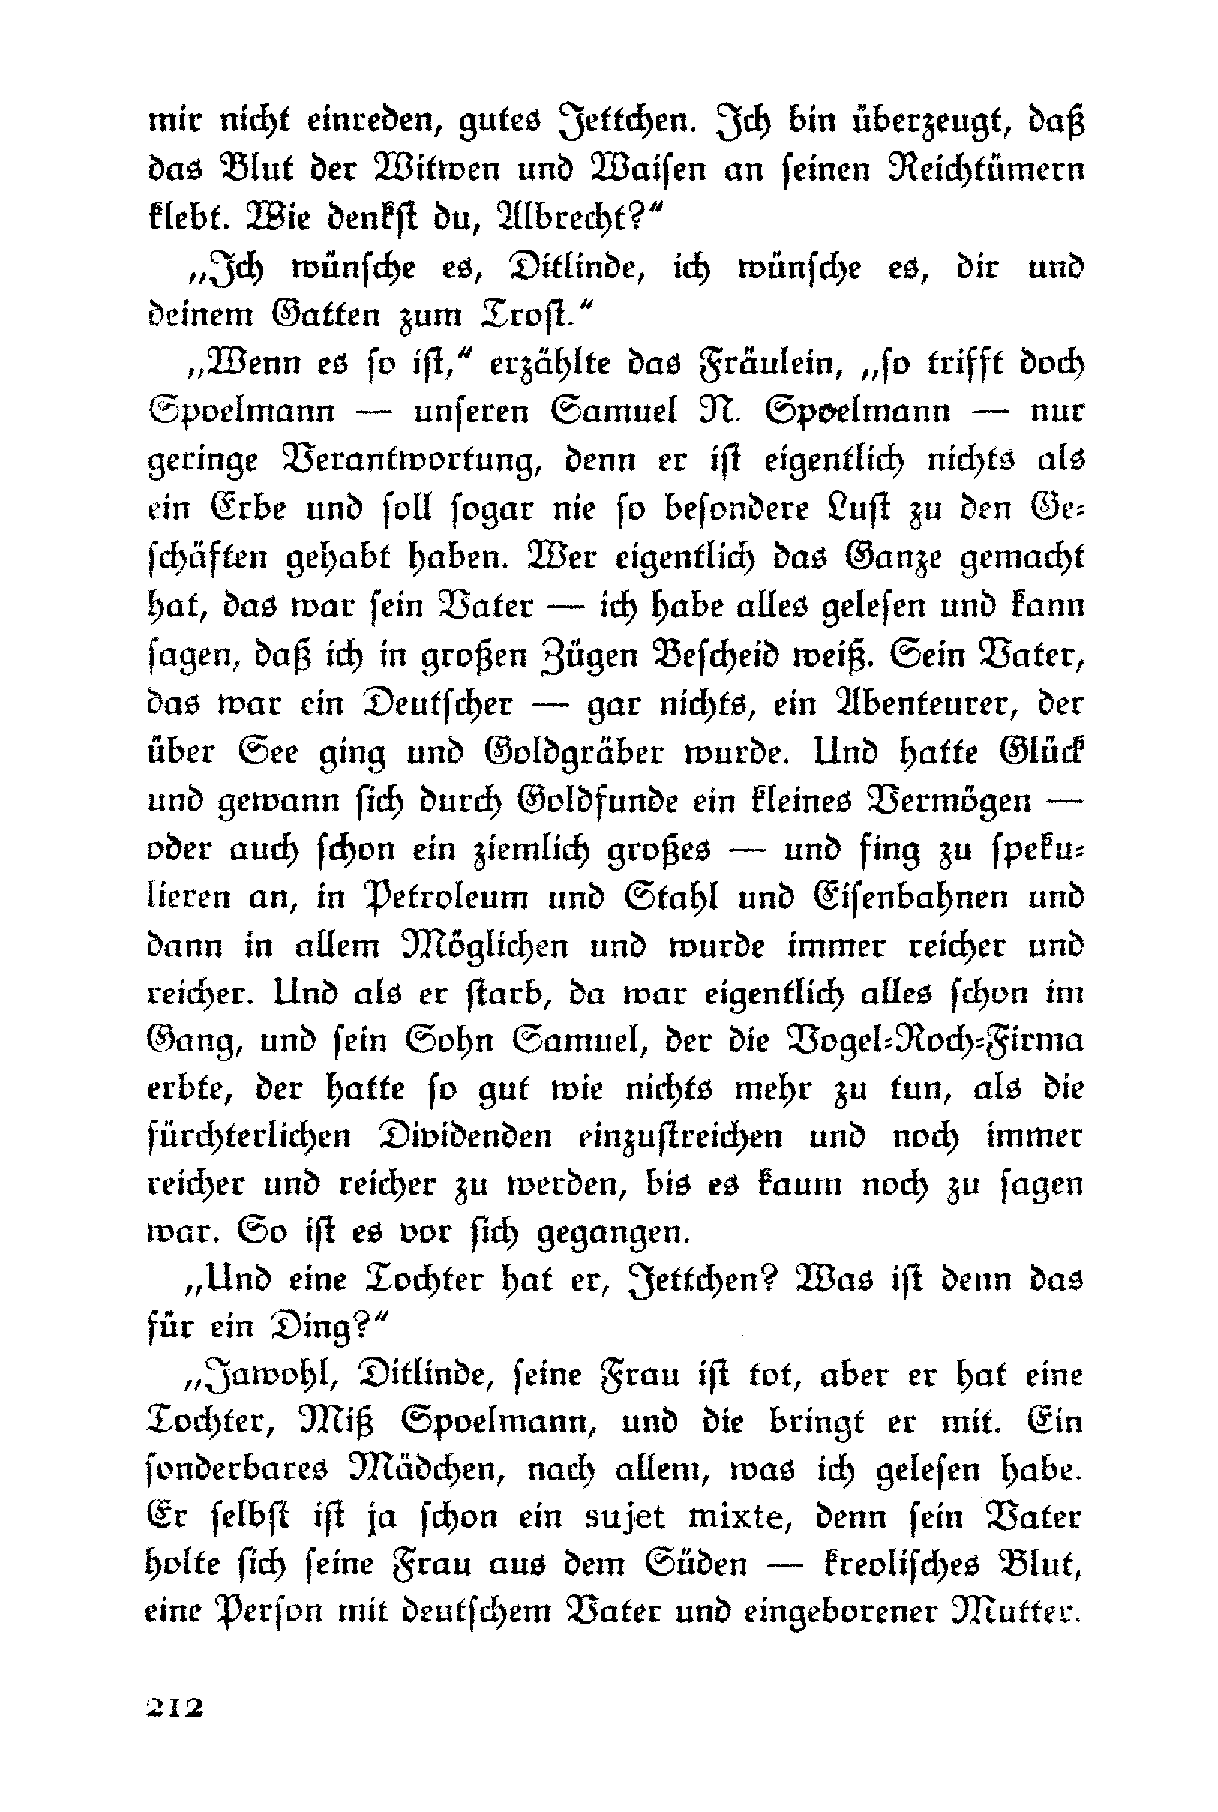 mir nicht einreden, gutes Jettchen. Ich bin überzeugt, daß
das Blut der Witwen und Waisen an seinen Reichtümern
klebt. Wie denkst du, Albrecht?“
„Ich wünsche es, Ditlinde, ich wünsche es, dir und
deinem Gatten zum Trost.“
„Wenn es so ist,“ erzählte das Fräulein, „so trifft doch
Spoelmann — unseren Samuel N. Spoelmann — nur
geringe Verantwortung, denn er ist eigentlich nichts als
ein Erbe und soll sogar nie so besondere Lust zu den Ge-
schäften gehabt haben. Wer eigentlich das Ganze gemacht
hat, das war sein Vater — ich habe alles gelesen und kann
sagen, daß ich in großen Zügen Bescheid weiß. Sein Vater,
das war ein Deutscher — gar nichts, ein Abenteurer, der
über See ging und Goldgräber wurde. Und hatte Glück
und gewann sich durch Goldfunde ein kleines Vermögen —
oder auch schon ein ziemlich großes — und fing zu speku-
lieren an, in Petroleum und Stahl und Eisenbahnen und
dann in allem Möglichen und wurde immer reicher und
reicher. Und als er starb, da war eigentlich alles schon im
Gang, und sein Sohn Samuel, der die Vogel-Roch-Firma
erbte, der hatte so gut wie nichts mehr zu tun, als die
fürchterlichen Dividenden einzustreichen und noch immer
reicher und reicher zu werden, bis es kaum noch zu sagen
war. So ist es vor sich gegangen.
„Und eine Tochter hat er, Jettchen? Was ist denn das
für ein Ding?“
„Jawohl, Ditlinde, seine Frau ist tot, aber er hat eine
Tochter, Miß Spoelmann, und die bringt er mit. Ein
sonderbares Mädchen, nach allem, was ich gelesen habe.
Er selbst ist ja schon ein sujet mixte, denn sein Vater
holte sich seine Frau aus dem Süden — kreolisches Blut,
eine Person mit deutschem Vater und eingeborener Mutter.
212